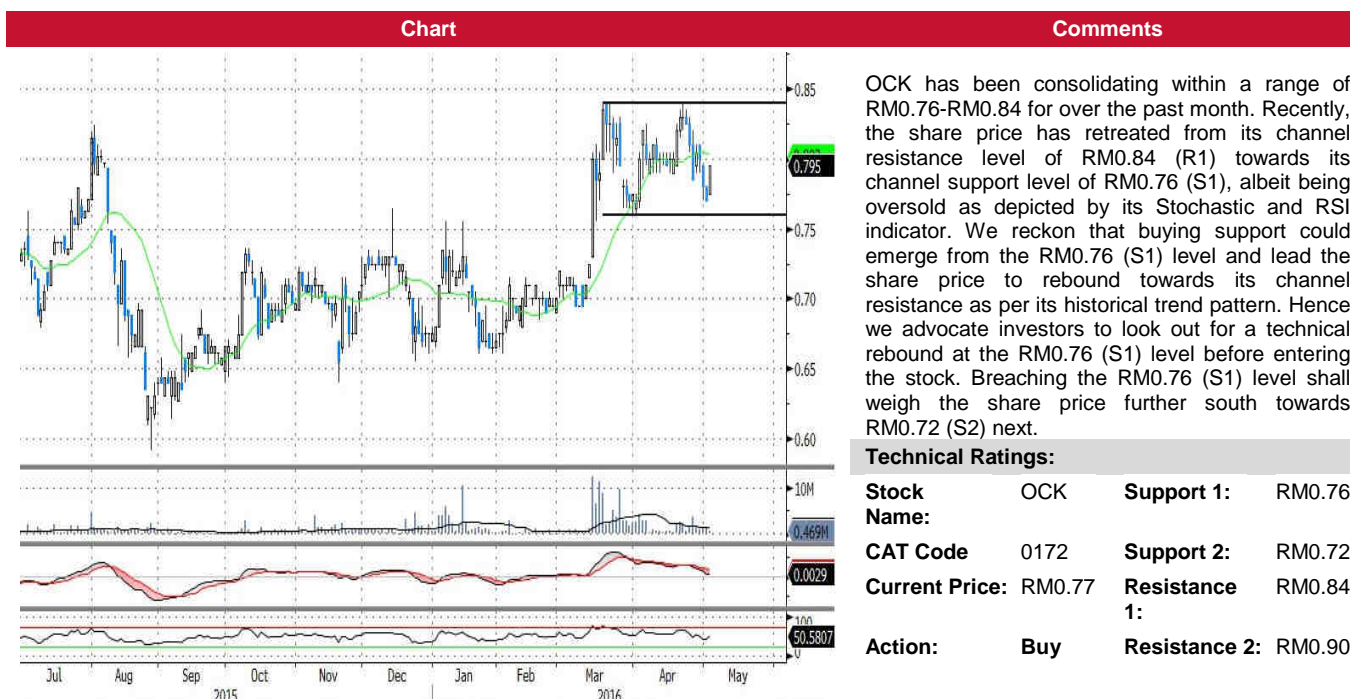 Chart
Comments
0.85
0.795
0.75
0.70
0.65
0.60
10M
0.469M
0.0029
100
50.5807
0
Jul Aug Sep Oct Nov Dec Jan Feb Mar Apr May
2015 2016
OCK has been consolidating within a range of
RM0.76-RM0.84 for over the past month. Recently,
the share price has retreated from its channel
resistance level of RM0.84 (R1) towards its
channel support level of RM0.76 (S1), albeit being
oversold as depicted by its Stochastic and RSI
indicator. We reckon that buying support could
emerge from the RM0.76 (S1) level and lead the
share price to rebound towards its channel
resistance as per its historical trend pattern. Hence
we advocate investors to look out for a technical
rebound at the RM0.76 (S1) level before entering
the stock. Breaching the RM0.76 (S1) level shall
weigh the share price further south towards
RM0.72 (S2) next.
Technical Ratings:
Stock Name: OCK Support 1: RM0.76
CAT Code 0172 Support 2: RM0.72
Current Price: RM0.77 Resistance 1: RM0.84
Action: Buy Resistance 2: RM0.90